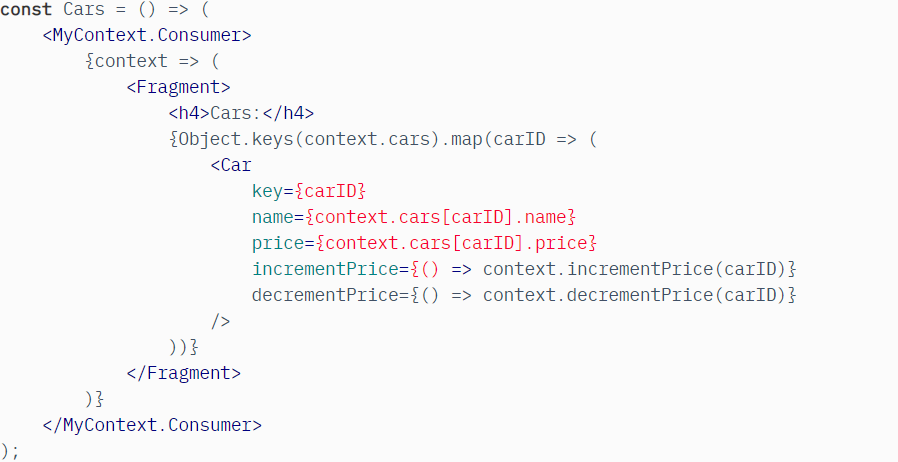 const Cars = () => (
    <MyContext.Consumer>
        {context => (
            <Fragment>
                <h4>Cars:</h4>
                {Object.keys(context.cars).map(carID => (
                    <Car
                        key={carID}
                        name={context.cars[carID].name}
                        price={context.cars[carID].price}
                        incrementPrice={() => context.incrementPrice(carID)}
                        decrementPrice={() => context.decrementPrice(carID)}
                    />
                ))}
            </Fragment>
        )}
    </MyContext.Consumer>
);